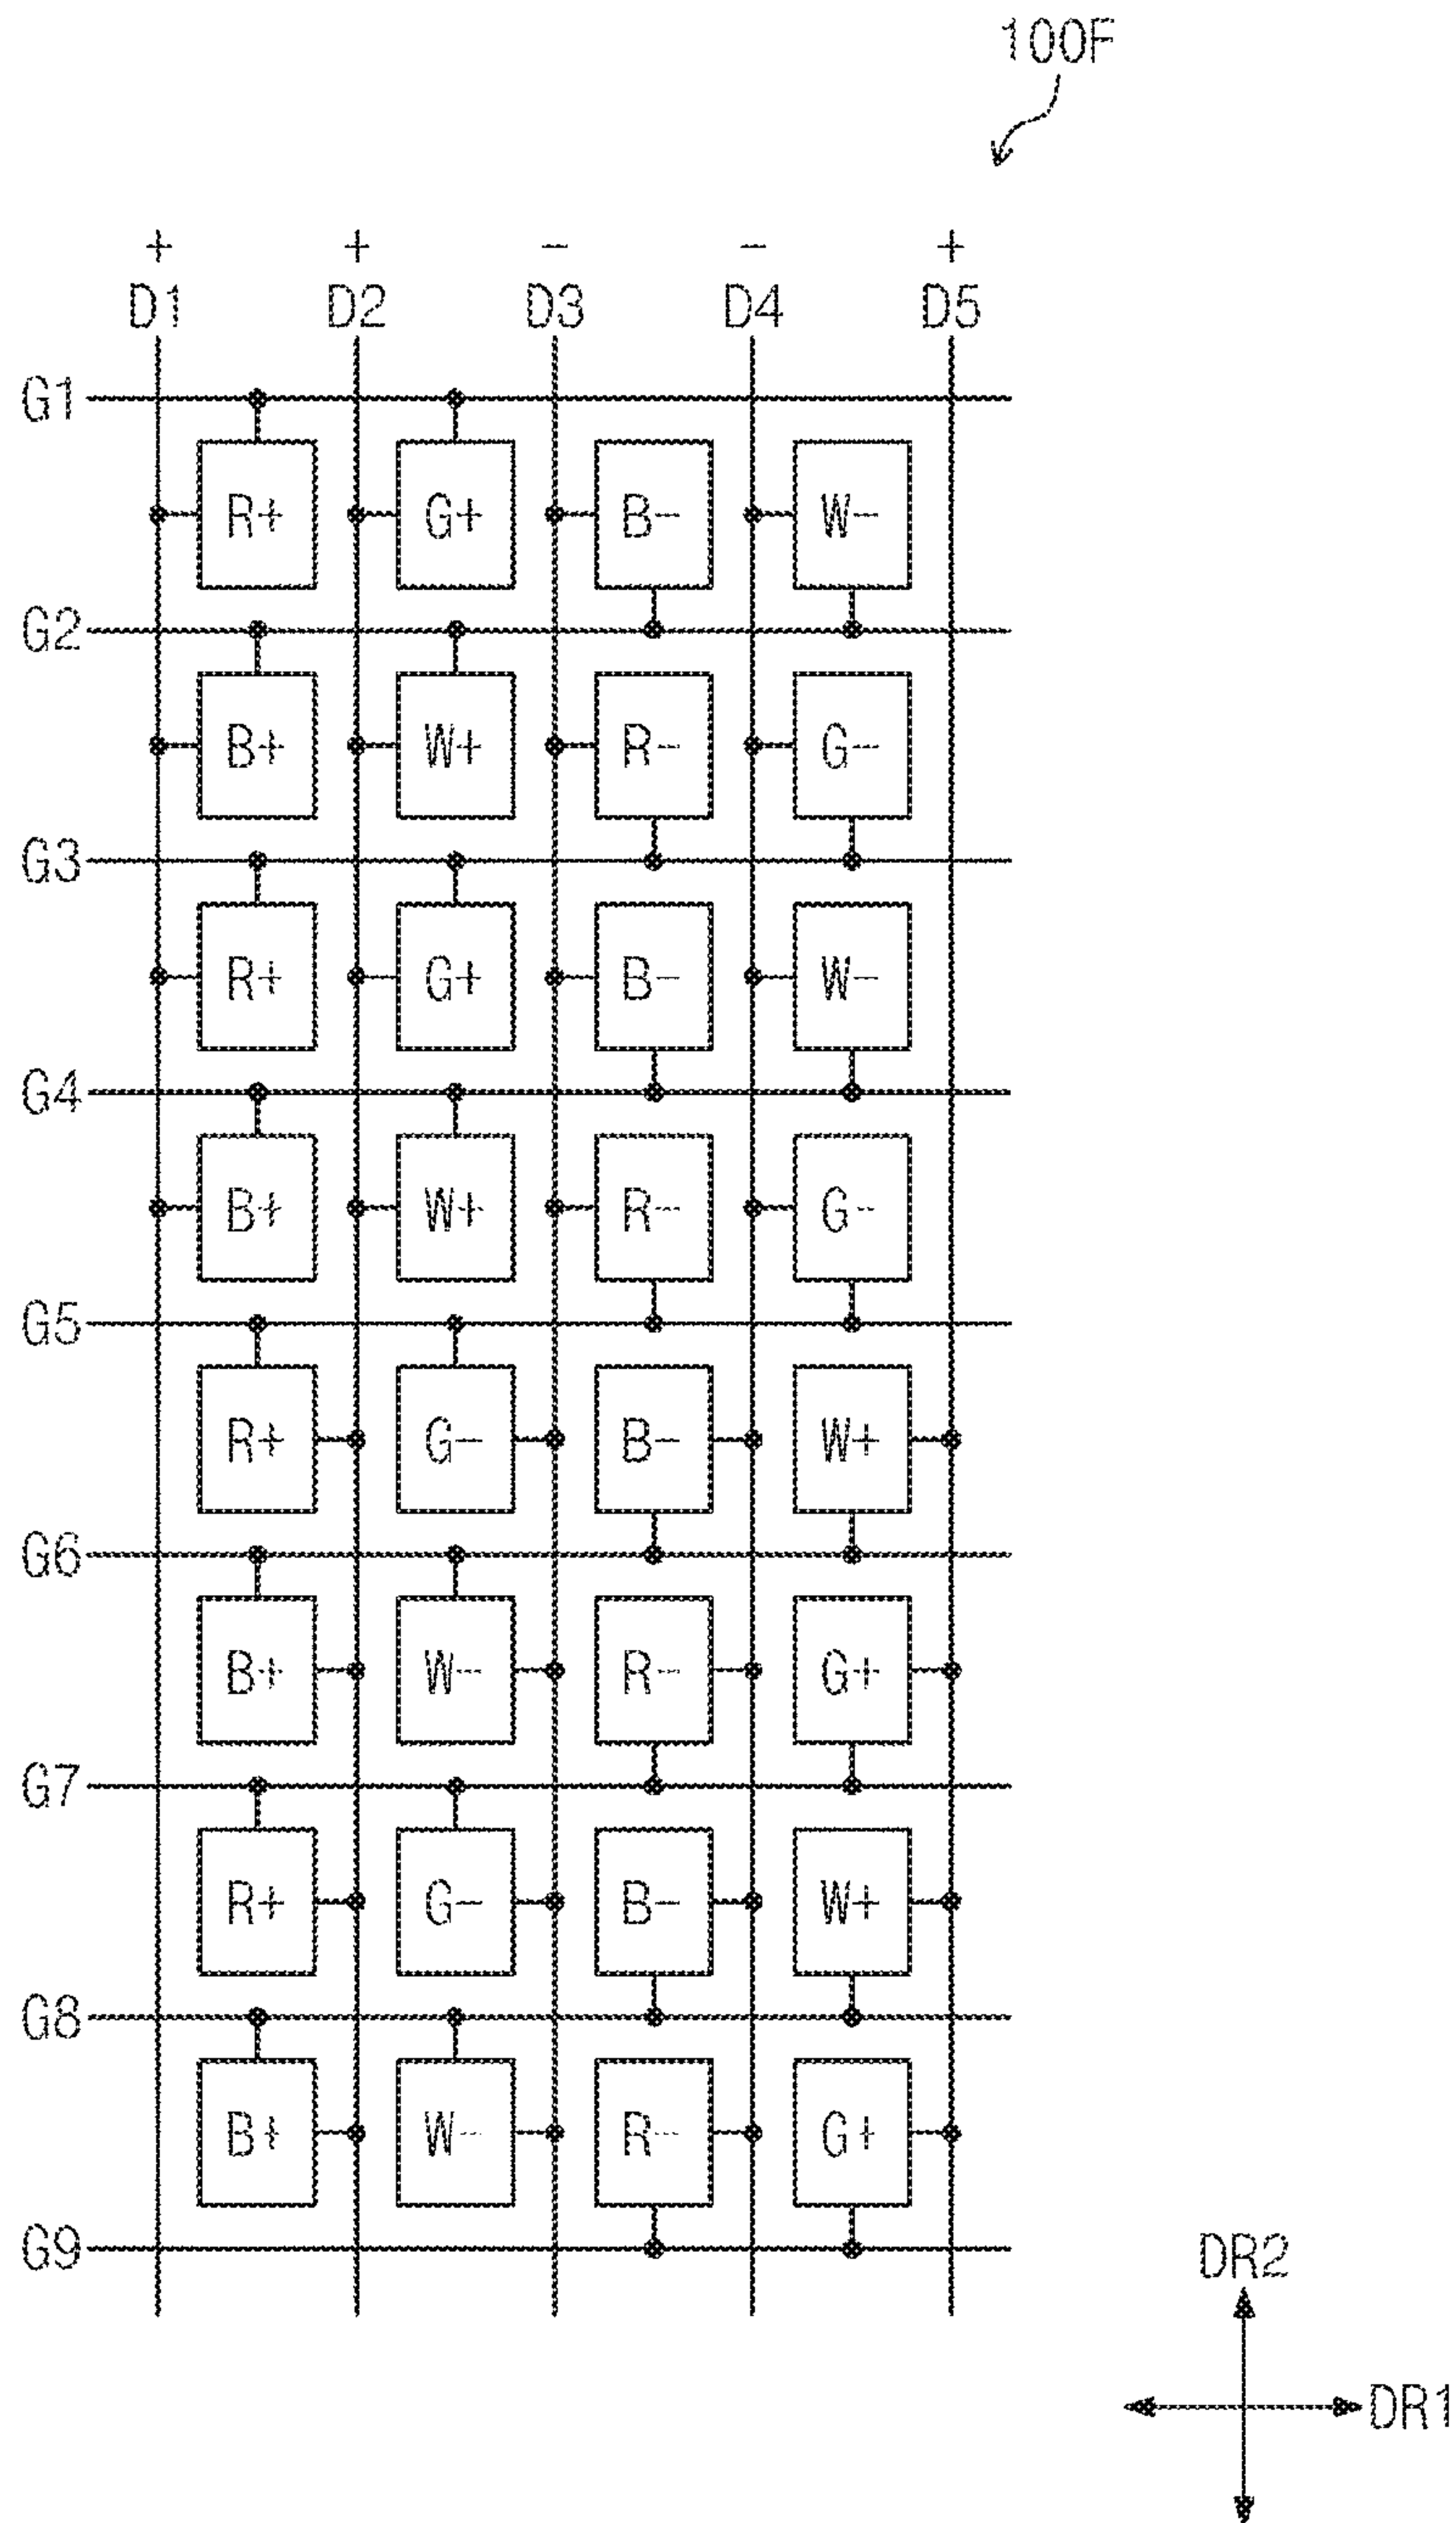 100F
+ + - - +
D1 D2 D3 D4 D5
G1
R+ G+ B- W-
G2
B+ W+ R- G-
G3
R+ G+ B- W-
G4
B+ W+ R- G-
G5
R+ G- B- W+
G6
B+ W- R- G+
G7
R+ G- B- W+
G8
B+ W- R- G+
G9
DR2
DR1